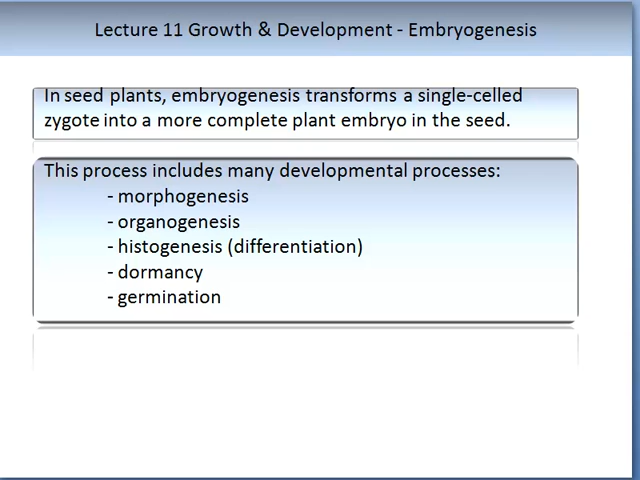 Lecture 11 Growth & Development - Embryogenesis
In seed plants, embryogenesis transforms a single-celled
zygote into a more complete plant embryo in the seed.
This process includes many developmental processes:
- morphogenesis
- organogenesis
- histogenesis (differentiation)
- dormancy
- germination